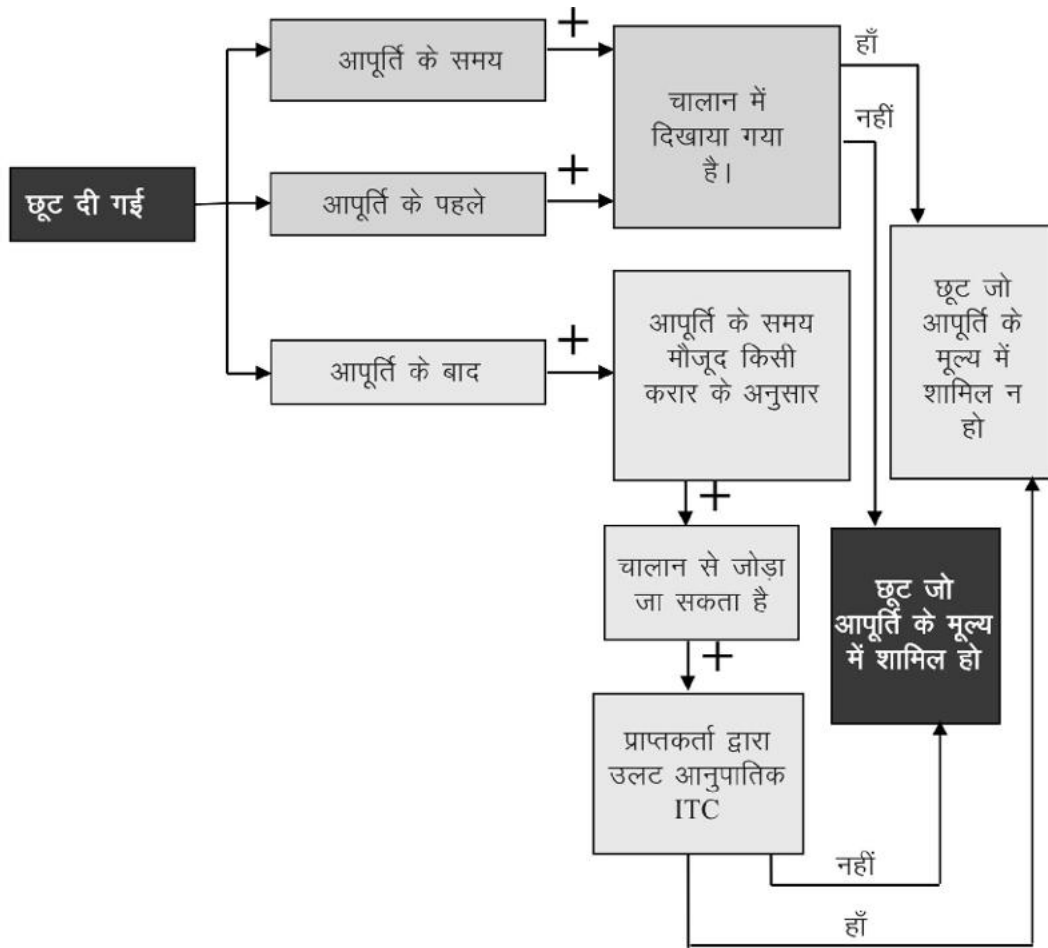 आपूर्ति के समय
+
चालान में
दिखाया गया
है।
हाँ
नहीं
छूट दी गई
आपूर्ति के पहले
+
छूट जो
आपूर्ति के
मूल्य में
शामिल न
हो
आपूर्ति के बाद
+
आपूर्ति के समय
मौजूद किसी
करार के अनुसार
+
चालान से जोड़ा
जा सकता है
छूट जो
आपूर्ति के मूल्य
में शामिल हो
+
प्राप्तकर्ता द्वारा
उलट आनुपातिक
ITC
नहीं
हाँ